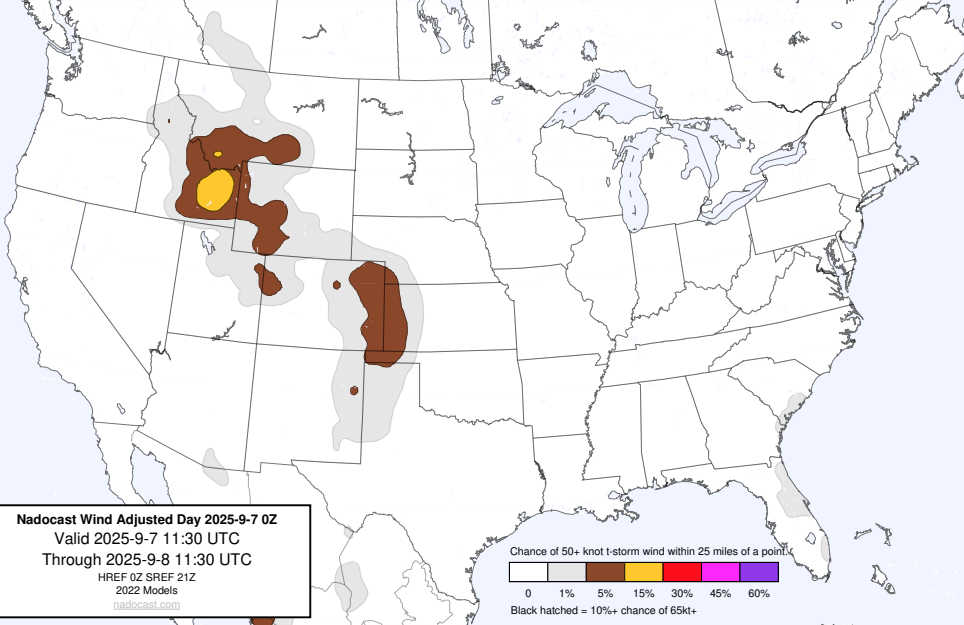 Nadocast Wind Adjusted Day 2025-9-7 0Z
Valid 2025-9-7 11:30 UTC
Through 2025-9-8 11:30 UTC
HREF 0Z SREF 21Z
2022 Models
nadocast.com
Chance of 50+ knot t-storm wind within 25 miles of a point.
0 1% 5% 15% 30% 45% 60%
Black hatched = 10%+ chance of 65kt+